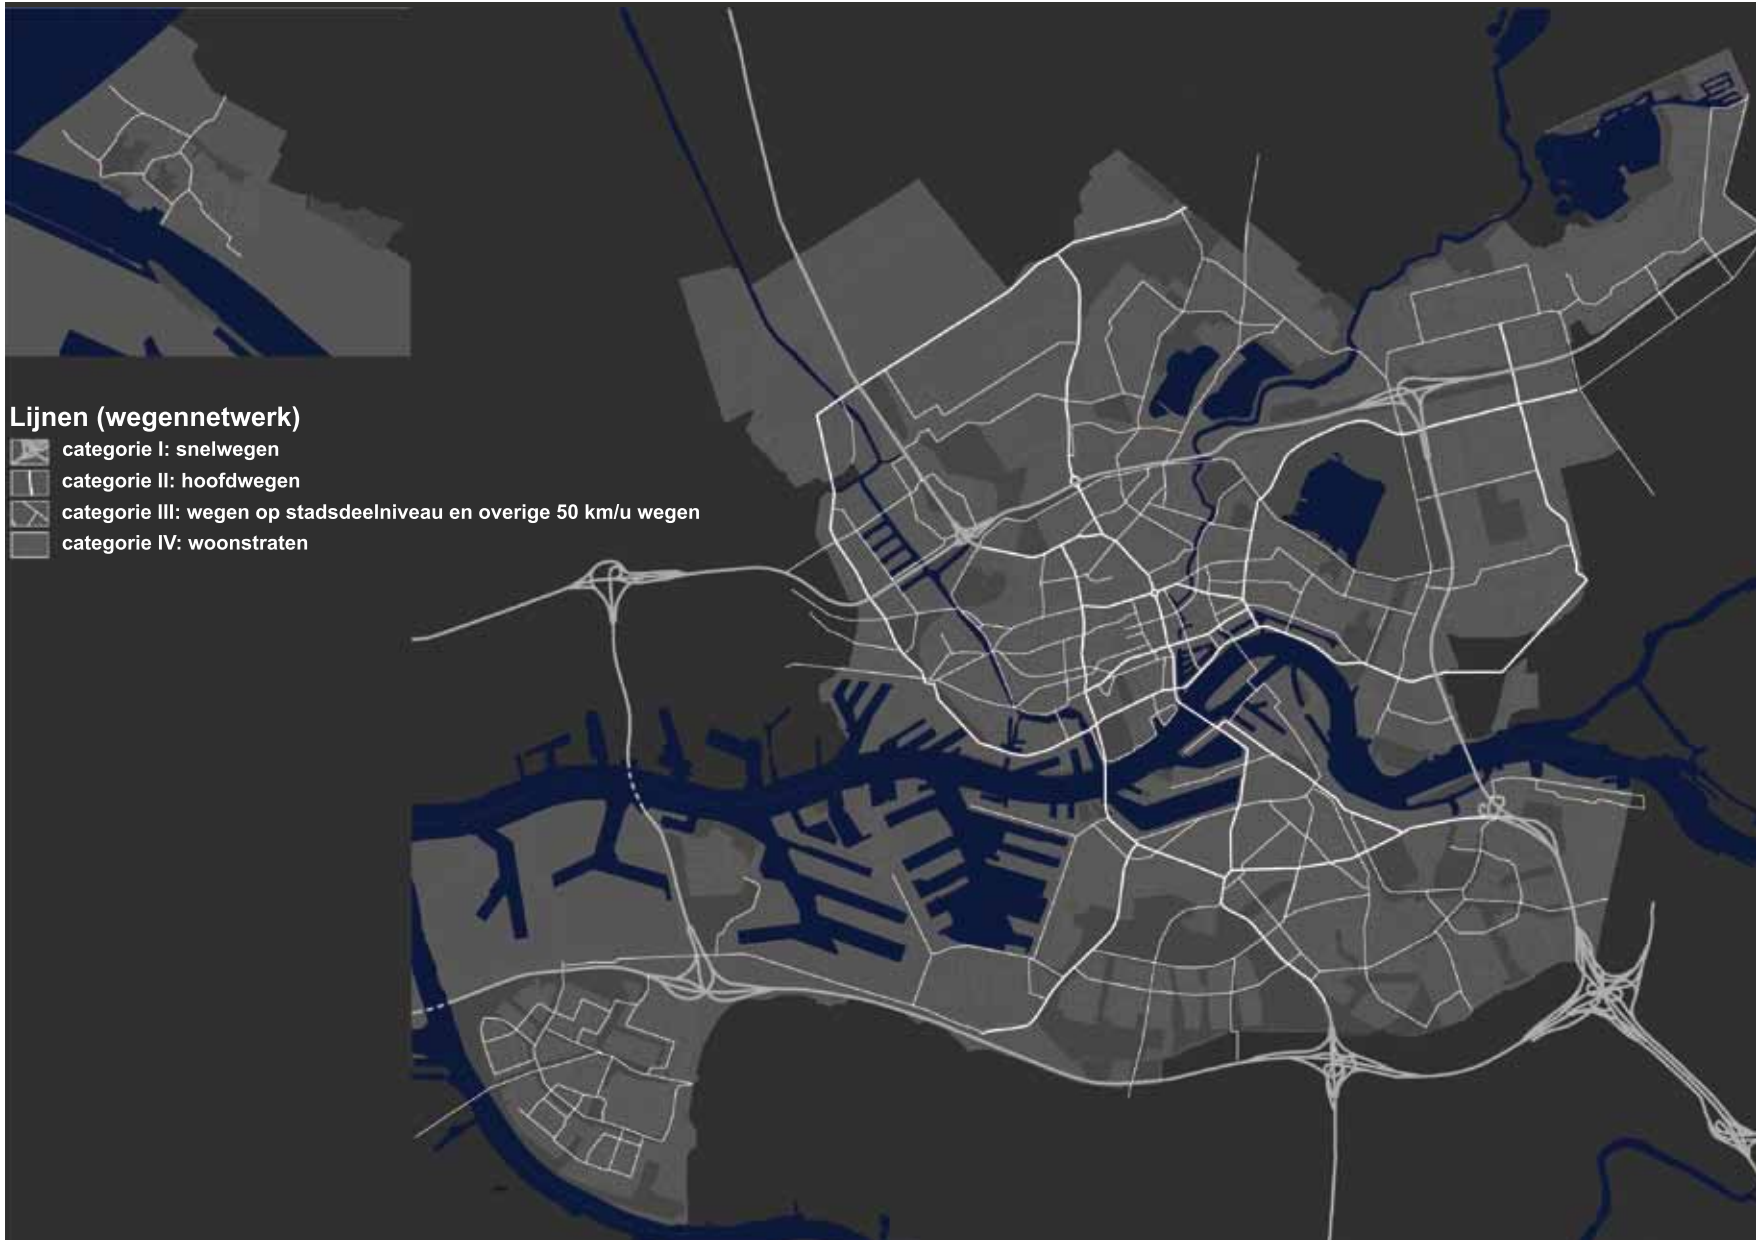 Lijnen (wegennetwerk)
categorie I: snelwegen
categorie II: hoofdwegen
categorie III: wegen op stadsdeelniveau en overige 50 km/u wegen
categorie IV: woonstraten